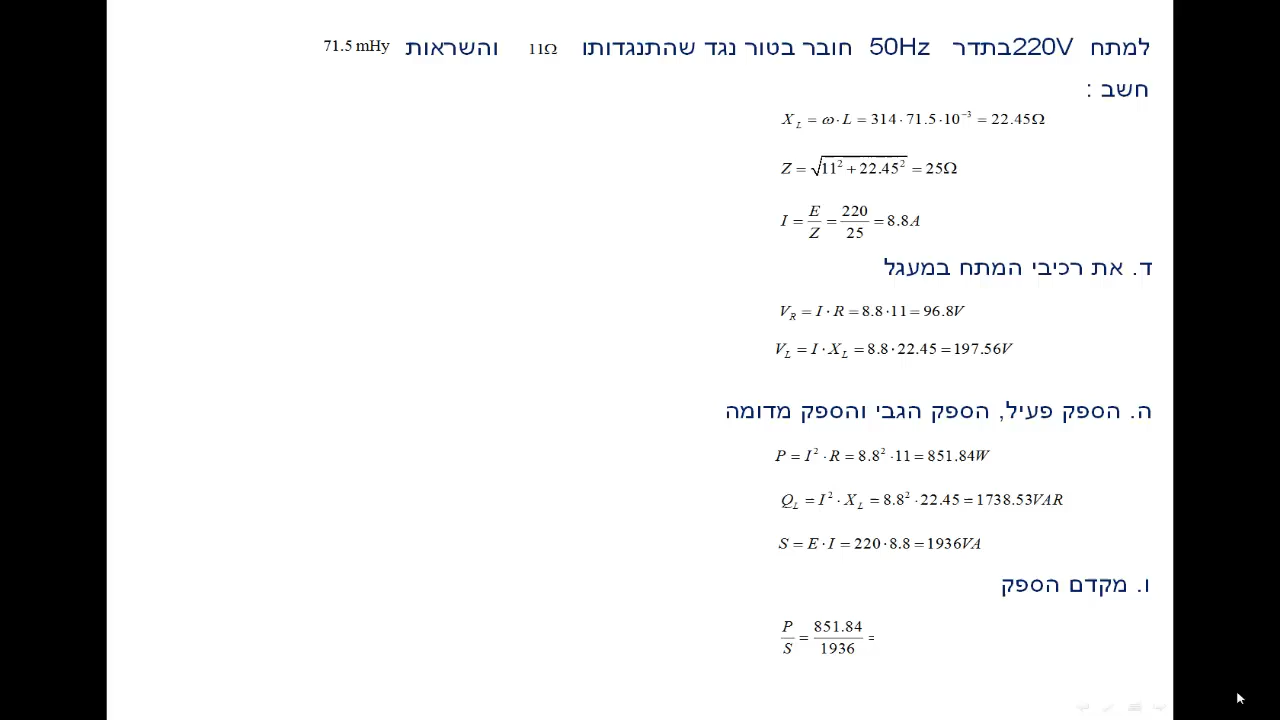 למתח 220V בתדר 50Hz חובר בטור נגד שהתנגדותו 11Ω והשראות 71.5 mHy
חשב :
X_L = ω · L = 314 · 71.5 · 10^-3 = 22.45Ω
Z = √(11² + 22.45²) = 25Ω
I = E/Z = 220/25 = 8.8A
ד. את רכיבי המתח במעגל
V_R = I · R = 8.8 · 11 = 96.8V
V_L = I · X_L = 8.8 · 22.45 = 197.56V
ה. הספק פעיל, הספק הגבי והספק מדומה
P = I² · R = 8.8² · 11 = 851.84W
Q_L = I² · X_L = 8.8² · 22.45 = 1738.53VAR
S = E · I = 220 · 8.8 = 1936VA
ו. מקדם הספק
P/S = 851.84/1936 =